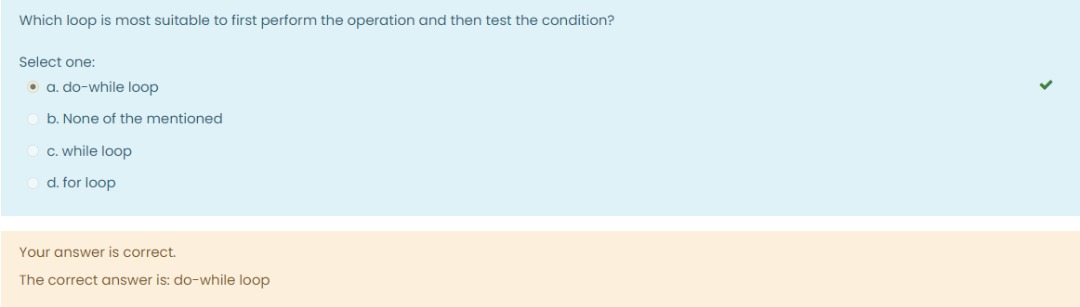 Which loop is most suitable to first perform the operation and then test the condition?
Select one:
a. do-while loop
b. None of the mentioned
c. while loop
d. for loop
Your answer is correct.
The correct answer is: do-while loop